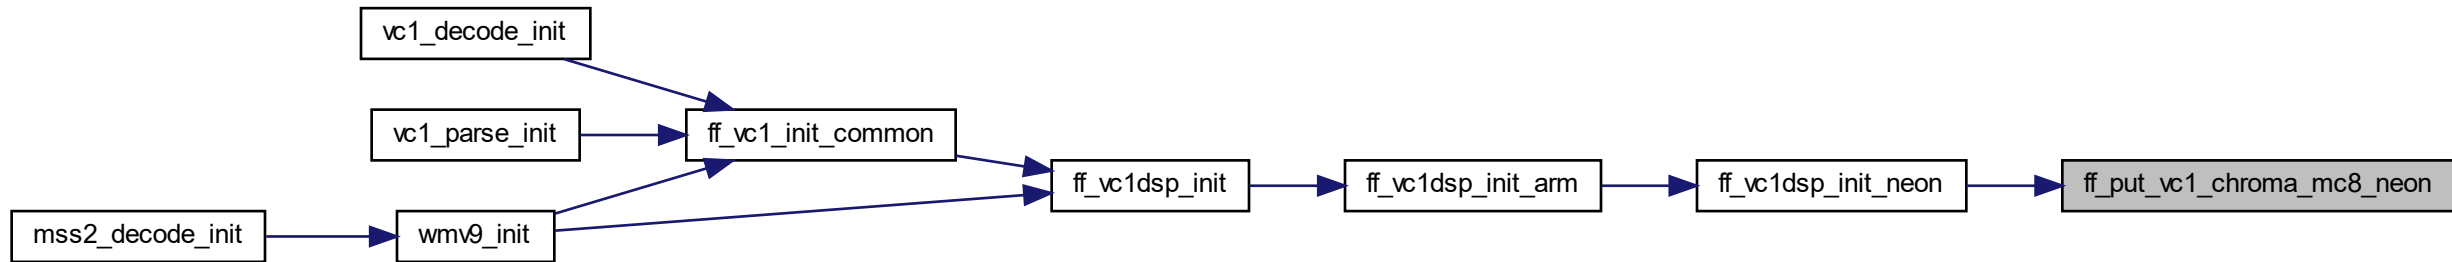 vc1_decode_init
vc1_parse_init
ff_vc1_init_common
ff_vc1dsp_init
ff_vc1dsp_init_arm
ff_vc1dsp_init_neon
ff_put_vc1_chroma_mc8_neon
mss2_decode_init
wmv9_init